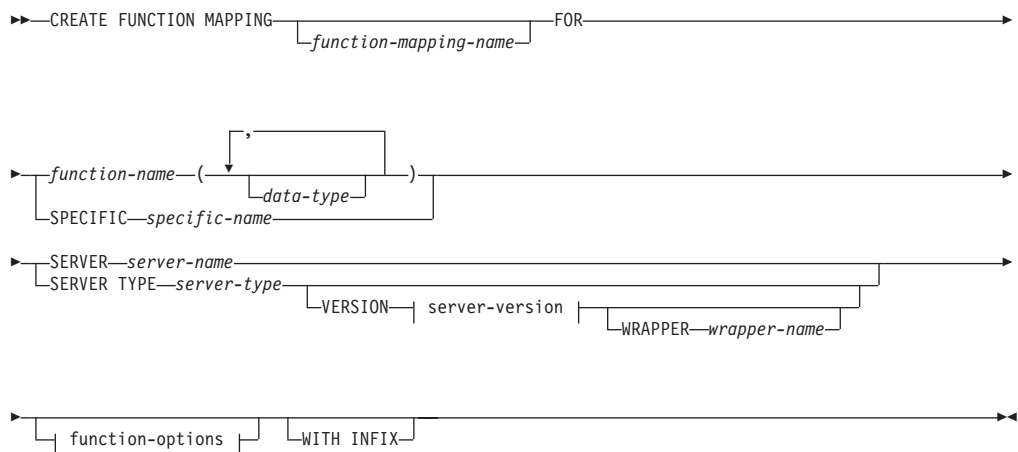 CREATE FUNCTION MAPPING FOR
function-mapping-name
,
function-name ( )
data-type
SPECIFIC specific-name
SERVER server-name
SERVER TYPE server-type
VERSION server-version
WRAPPER wrapper-name
function-options WITH INFIX